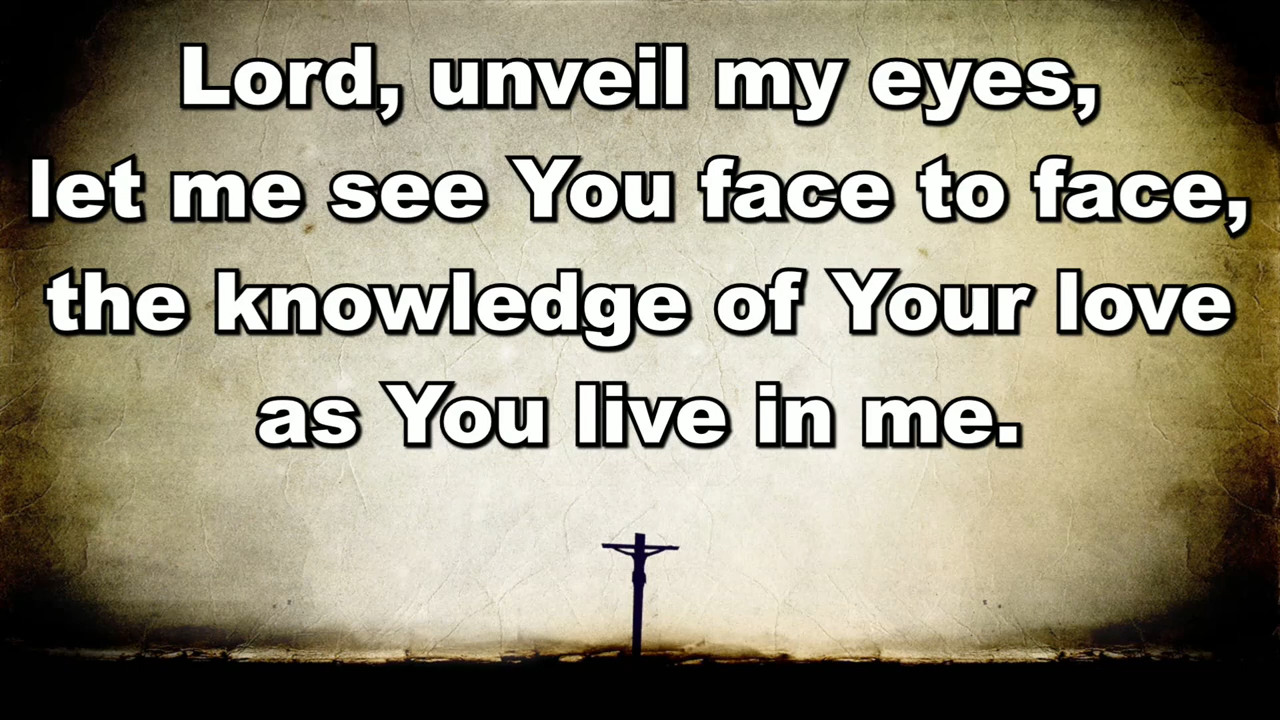 Lord, unveil my eyes,
let me see You face to face,
the knowledge of Your love
as You live in me.